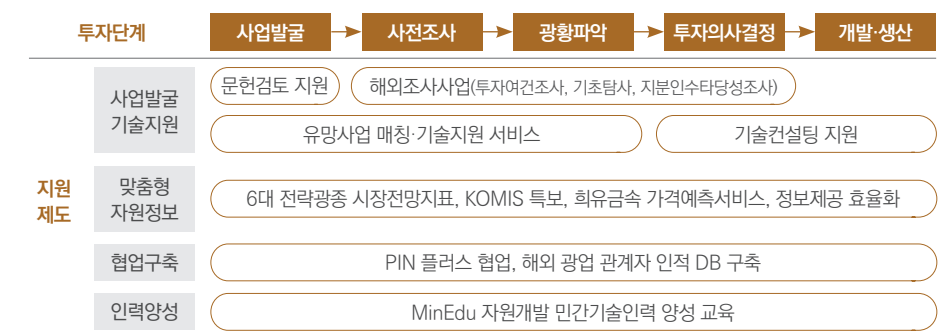 투자단계 사업발굴 사전조사 광황파악 투자의사결정 개발·생산
사업발굴
기술지원
문헌검토 지원 해외조사사업(투자여건조사, 기초탐사, 지분인수타당성조사)
유망사업 매칭·기술지원 서비스 기술컨설팅 지원
지원
제도
맞춤형
자원정보
6대 전략광종 시장전망지표, KOMIS 특보, 희유금속 가격예측서비스, 정보제공 효율화
협업구축 PIN 플러스 협업, 해외 광업 관계자 인적 DB 구축
인력양성 MinEdu 자원개발 민간기술인력 양성 교육